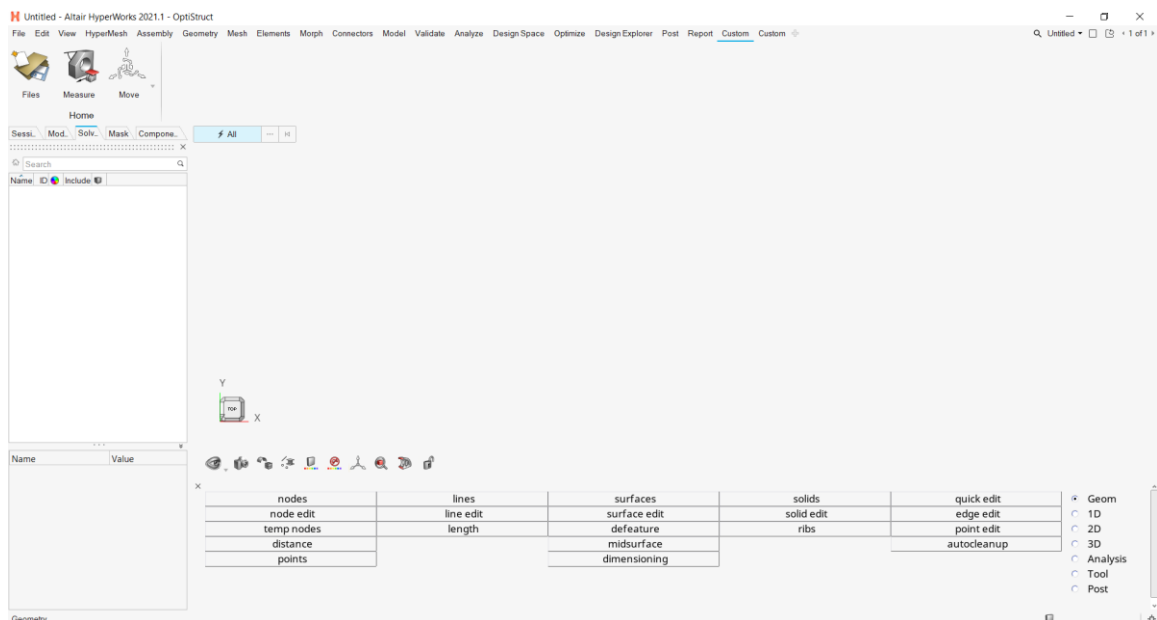 Untitled - Altair HyperWorks 2021.1 - OptiStruct
File Edit View HyperMesh Assembly Geometry Mesh Elements Morph Connectors Model Validate Analyze Design Space Optimize Design Explorer Post Report Custom Custom Untitled 1 of 1
Files Measure Move
Home
Sessi.. Mod.. Solv.. Mask Compone.. All
Search
Name ID Include
Y
TOP
X
Name Value
nodes lines surfaces solids quick edit Geom
node edit line edit surface edit solid edit edge edit 1D
temp nodes length defeature ribs point edit 2D
distance midsurface autocleanup 3D
points dimensioning Analysis
Tool
Post
Geometry